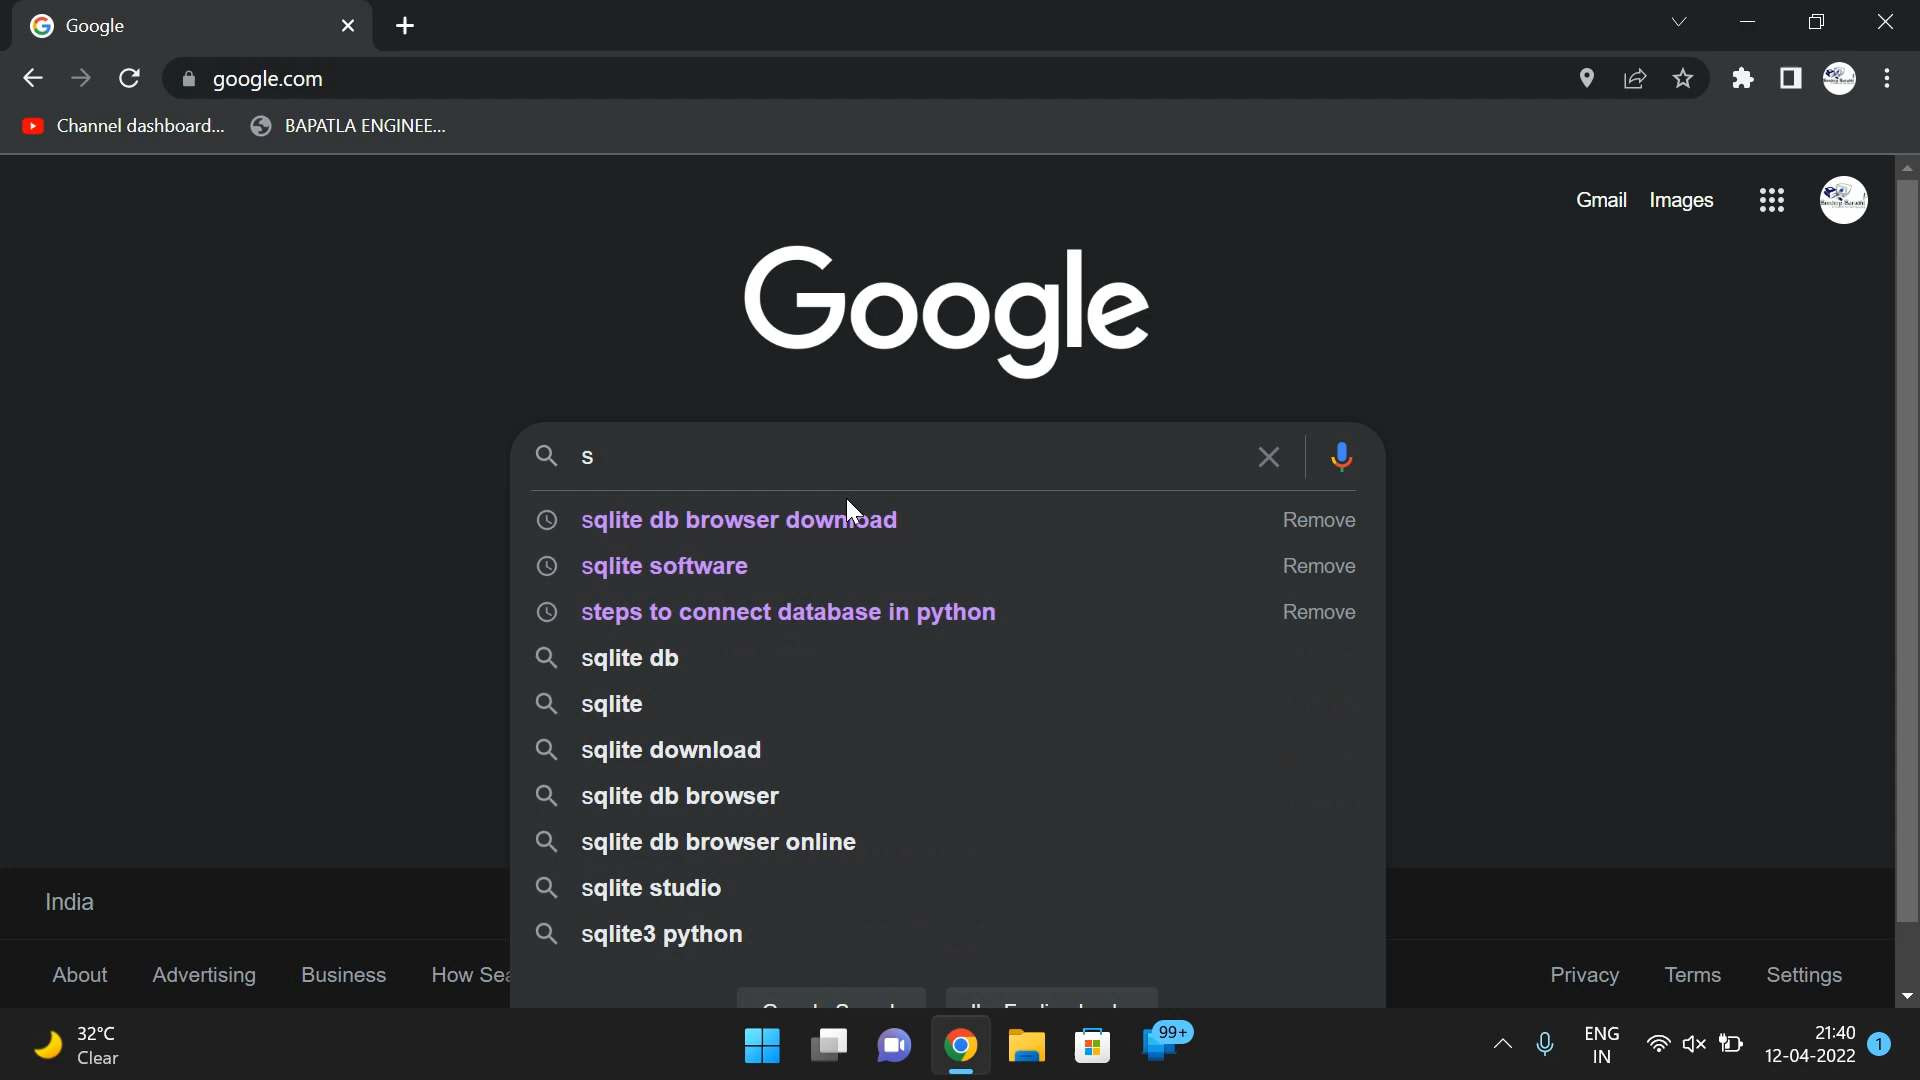 Google
google.com
Channel dashboard...
BAPATLA ENGINEE...
Gmail
Images
Google
s
sqlite db browser download
Remove
sqlite software
Remove
steps to connect database in python
Remove
sqlite db
sqlite
sqlite download
sqlite db browser
sqlite db browser online
sqlite studio
sqlite3 python
India
About
Advertising
Business
How Sea
Privacy
Terms
Settings
32°C
Clear
99+
ENG
IN
21:40
12-04-2022
1